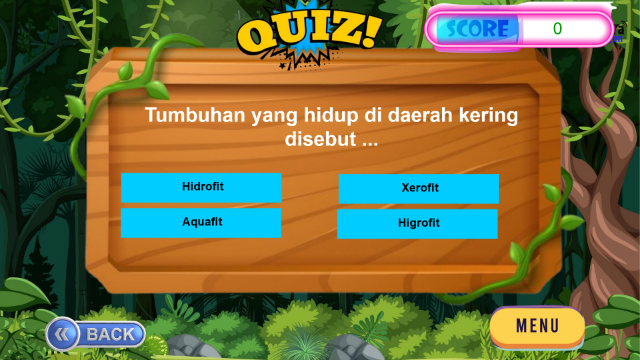 QUIZ!
SCORE 0
Tumbuhan yang hidup di daerah kering
disebut ...
Hidrofit
Xerofit
Aquafit
Higrofit
BACK
MENU